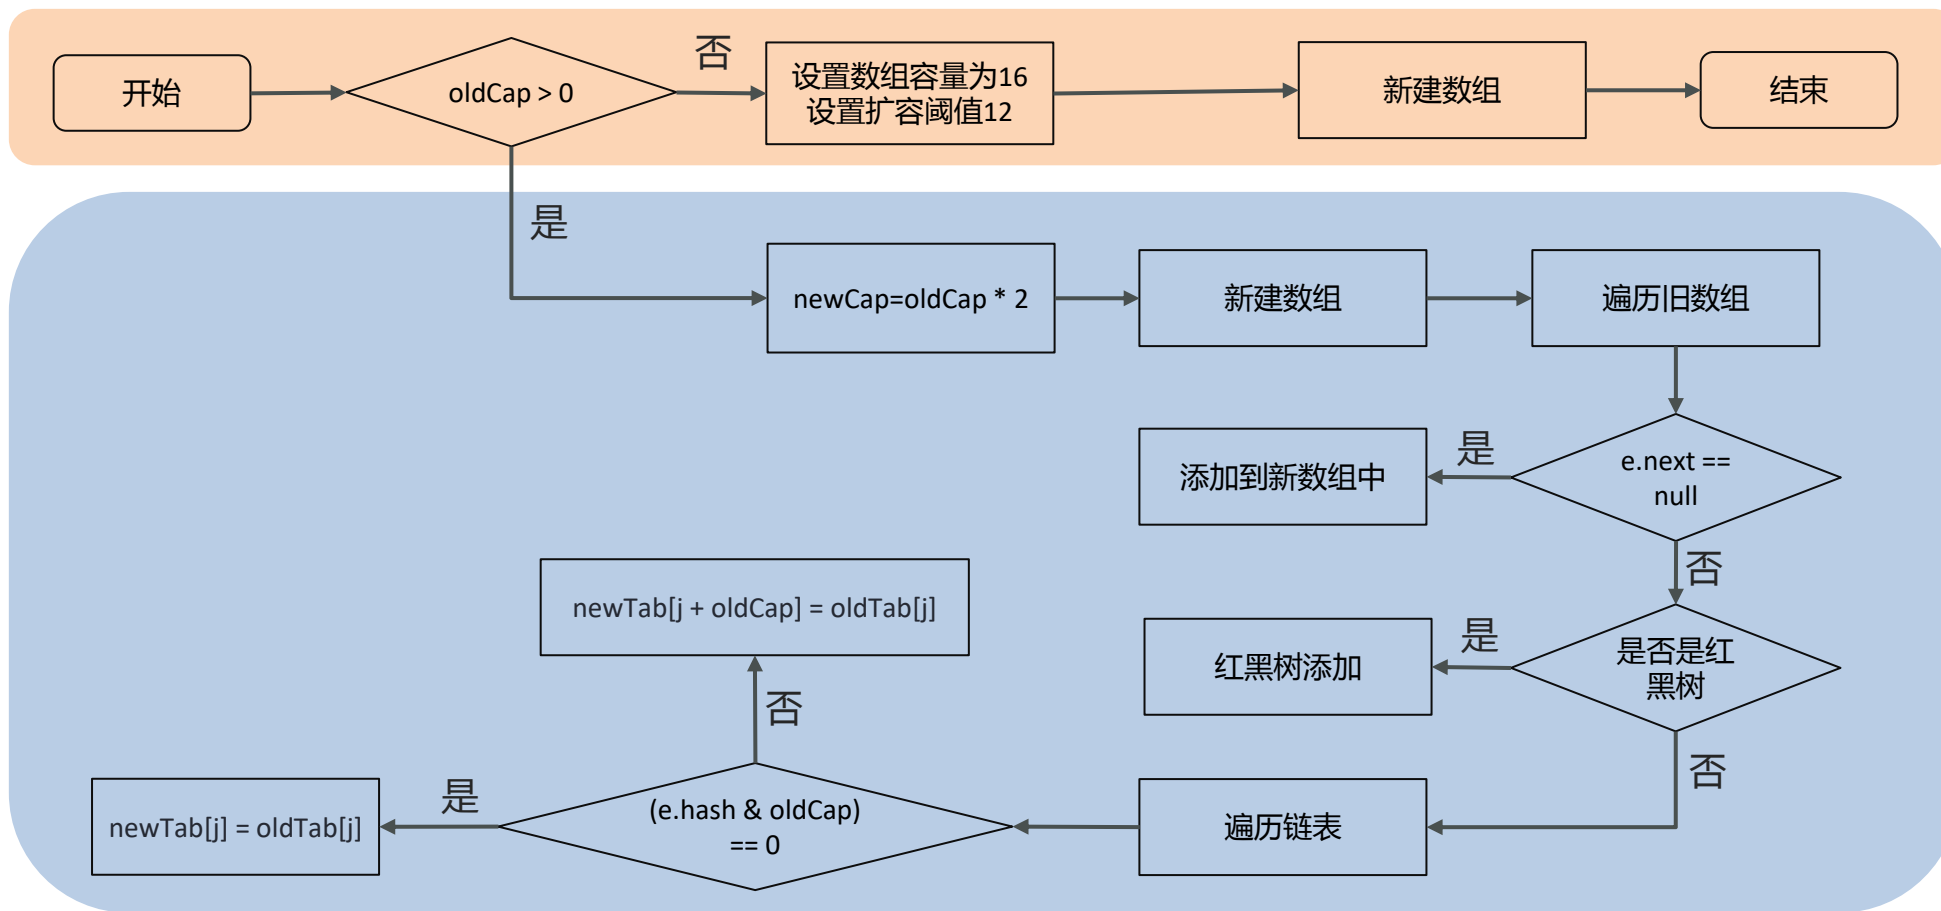 开始
oldCap > 0
否
设置数组容量为16
设置扩容阈值12
新建数组
结束
是
newCap=oldCap * 2
新建数组
遍历旧数组
e.next ==
null
是
添加到新数组中
否
是否是红
黑树
是
红黑树添加
否
遍历链表
(e.hash & oldCap)
== 0
否
newTab[j + oldCap] = oldTab[j]
是
newTab[j] = oldTab[j]